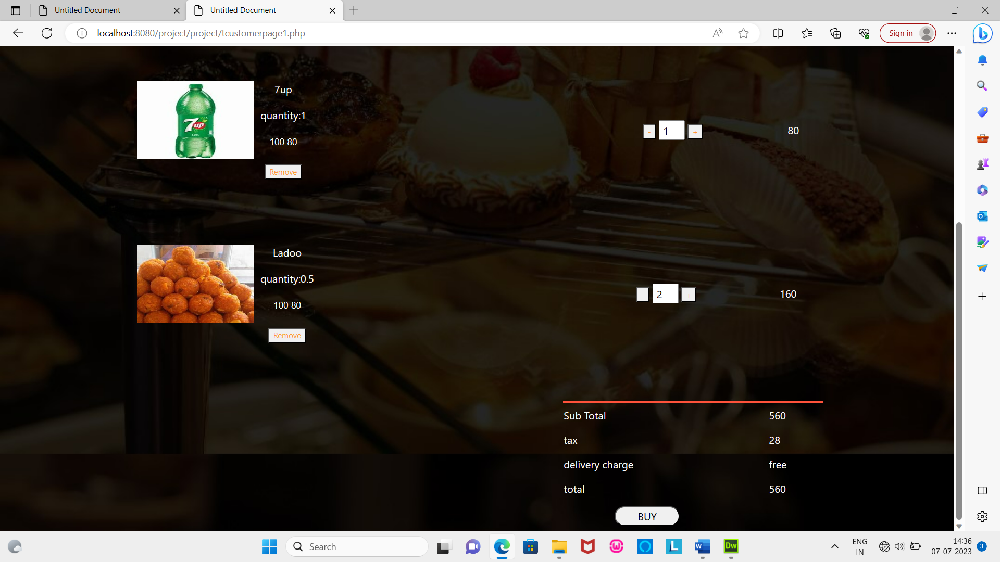 Untitled Document
Untitled Document
localhost:8080/project/project/tcustomerpage1.php
Sign in
7up
quantity:1
100 80
Remove
7up
- 1 +
80
Ladoo
quantity:0.5
100 80
Remove
- 2 +
160
Sub Total 560
tax 28
delivery charge free
total 560
BUY
Search
W
L
W
Dw
ENG
IN
14:36
07-07-2023
3